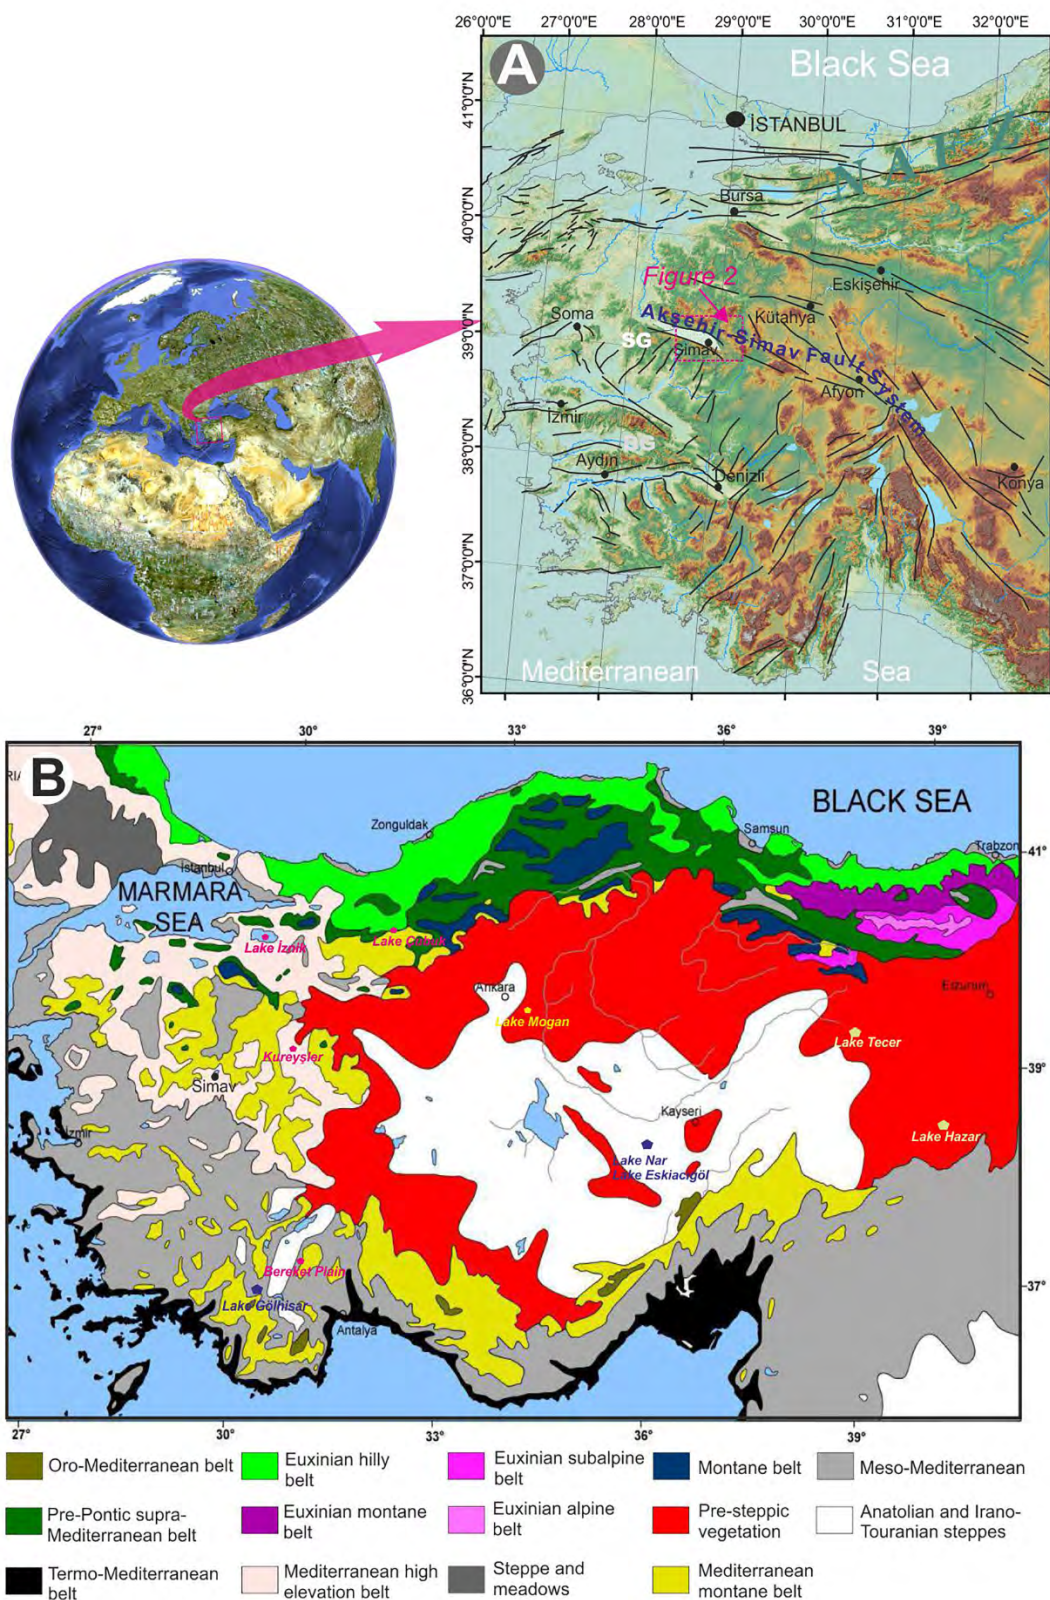 26°0'0"E 27°0'0"E 28°0'0"E 29°0'0"E 30°0'0"E 31°0'0"E 32°0'0"E
A
Black Sea
41°0'0"N
İSTANBUL
N A F Z
Bursa
40°0'0"N
Eskişehir
Figure 2
Kütahya
Soma
39°0'0"N
SG
Simav
Akşehir-Simav Fault System
Afyon
İzmir
38°0'0"N
Aydın
Denizli
Konya
37°0'0"N
Mediterranean Sea
36°0'0"N
27° 30° 33° 36° 39°
B
BLACK SEA
Zonguldak
Samsun
Trabzon
41°
İstanbul
MARMARA
SEA
Lake İznik
Lake Çubuk
Ankara
Erzurum
Lake Mogan
Lake Tecer
Kureyşler
Simav
39°
Kayseri
İzmir
Lake Hazar
Lake Nar
Lake Eskiacıgöl
Bereket Plain
37°
Lake Gölhisar
Antalya
27° 30° 33° 36° 39°
Oro-Mediterranean belt
Euxinian hilly
belt
Euxinian subalpine
belt
Montane belt
Meso-Mediterranean
Pre-Pontic supra-
Mediterranean belt
Euxinian montane
belt
Euxinian alpine
belt
Pre-steppic
vegetation
Anatolian and Irano-
Touranian steppes
Termo-Mediterranean
belt
Mediterranean high
elevation belt
Steppe and
meadows
Mediterranean
montane belt